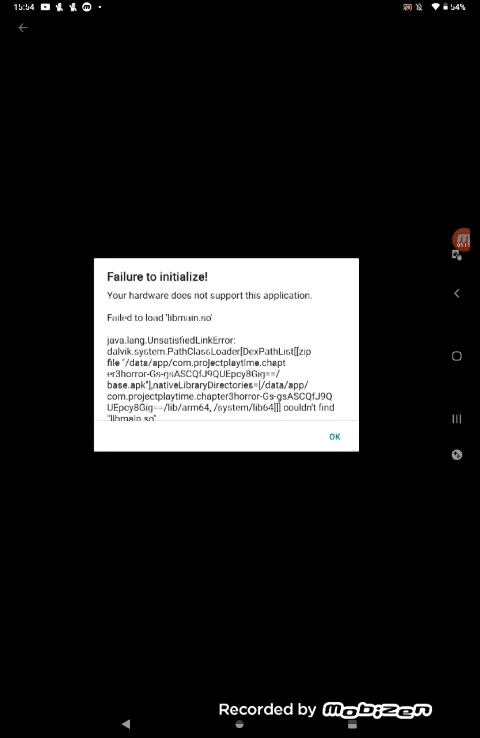 15:54
54%
Failure to initialize!
Your hardware does not support this application.
Failed to load 'libmain.so'
java.lang.UnsatisfiedLinkError:
dalvik.system.PathClassLoader[DexPathList[[zip
file "/data/app/com.projectplaytime.chapt
er3horror-Gs-gsASCQfJ9QUEpcy8Gig==/
base.apk"],nativeLibraryDirectories=[/data/app/
com.projectplaytime.chapter3horror-Gs-gsASCQfJ9Q
UEpcy8Gig==/lib/arm64, /system/lib64]]] couldn't find
"libmain.so"
OK
Recorded by Mobizen